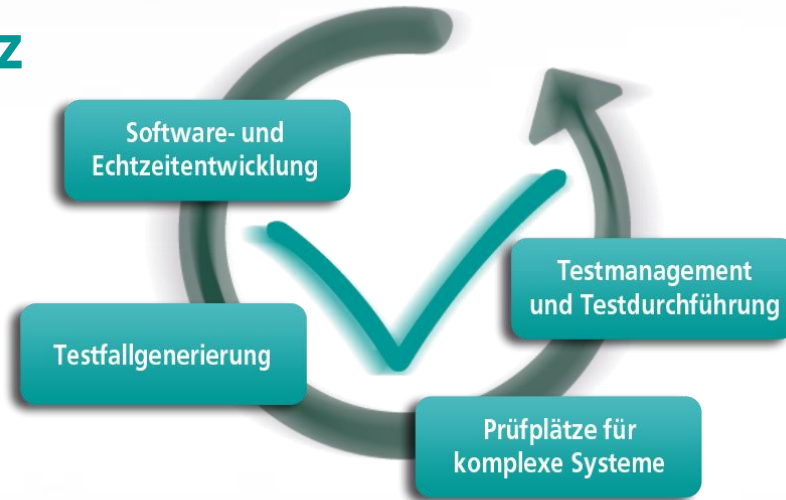 z
Software- und
Echtzeitentwicklung
Testmanagement
und Testdurchführung
Testfallgenerierung
Prüfplätze für
komplexe Systeme